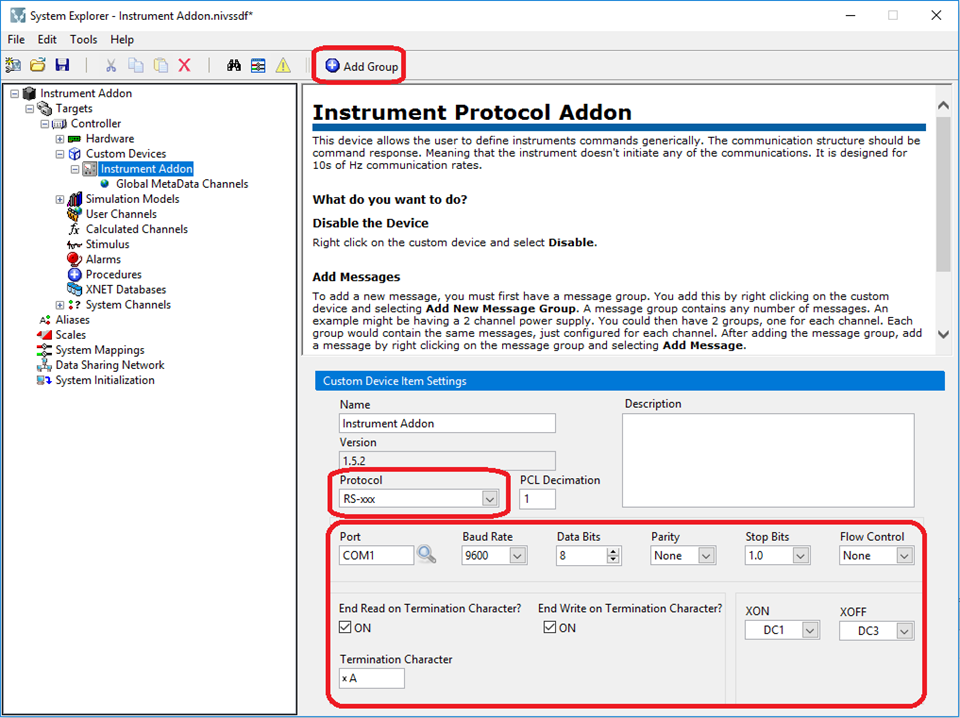 System Explorer - Instrument Addon.nivssdf*
File Edit Tools Help
Add Group
Instrument Addon
Targets
Controller
Hardware
Custom Devices
Instrument Addon
Global MetaData Channels
Simulation Models
User Channels
fx Calculated Channels
Stimulus
Alarms
Procedures
XNET Databases
System Channels
Aliases
Scales
System Mappings
Data Sharing Network
System Initialization
Instrument Protocol Addon
This device allows the user to define instruments commands generically. The communication structure should be
command response. Meaning that the instrument doesn't initiate any of the communications. It is designed for
10s of Hz communication rates.
What do you want to do?
Disable the Device
Right click on the custom device and select Disable.
Add Messages
To add a new message, you must first have a message group. You add this by right clicking on the custom
device and selecting Add New Message Group. A message group contains any number of messages. An
example might be having a 2 channel power supply. You could then have 2 groups, one for each channel. Each
group would contain the same messages, just configured for each channel. After adding the message group, add
a message by right clicking on the message group and selecting Add Message.
Custom Device Item Settings
Name Description
Instrument Addon
Version
1.5.2
Protocol PCL Decimation
RS-xxx 1
Port Baud Rate Data Bits Parity Stop Bits Flow Control
COM1 9600 8 None 1.0 None
End Read on Termination Character? End Write on Termination Character? XON XOFF
ON ON DC1 DC3
Termination Character
x A